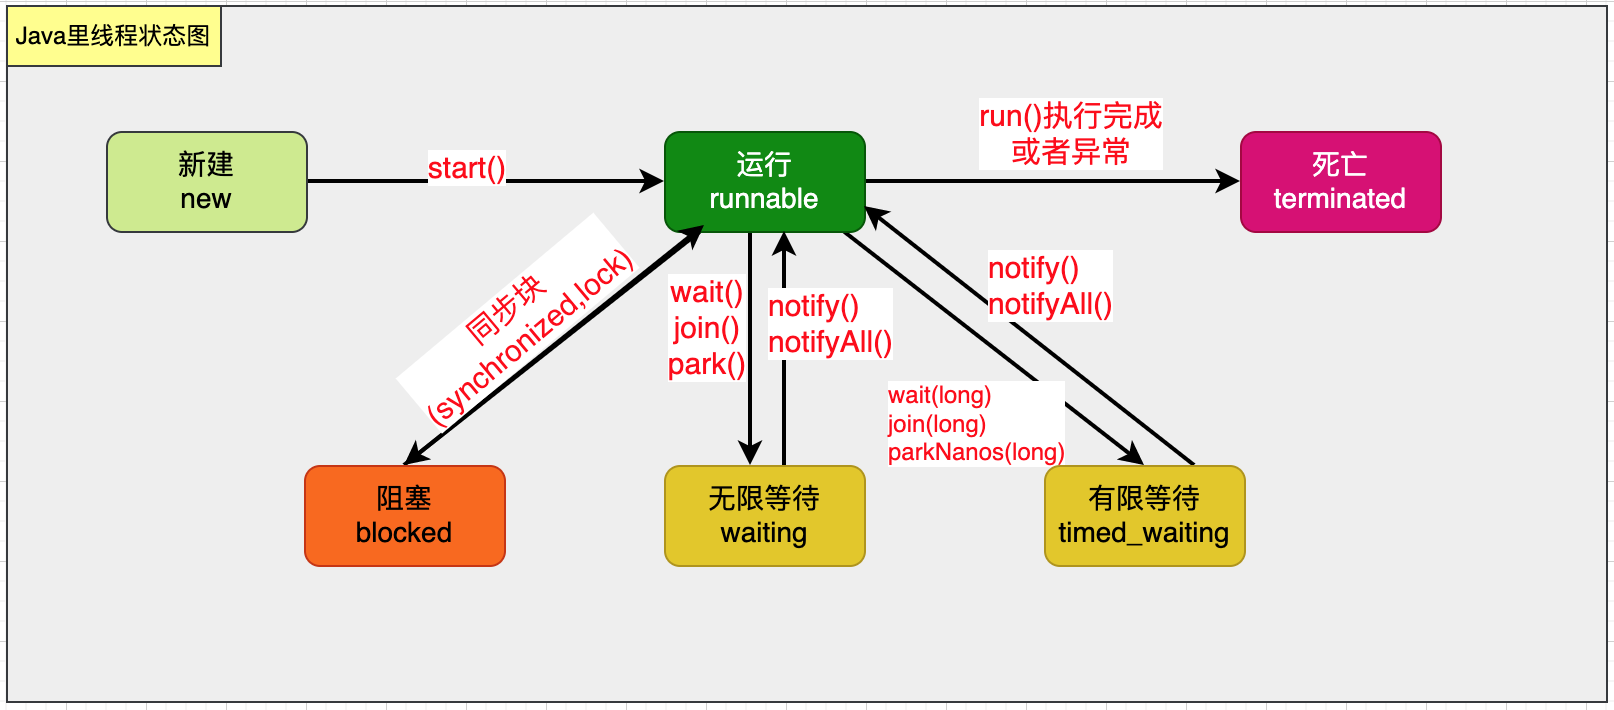 Java里线程状态图
新建
new
start()
运行
runnable
run()执行完成
或者异常
死亡
terminated
同步块
(synchronized,lock)
wait()
join()
park()
notify()
notifyAll()
notify()
notifyAll()
wait(long)
join(long)
parkNanos(long)
阻塞
blocked
无限等待
waiting
有限等待
timed_waiting